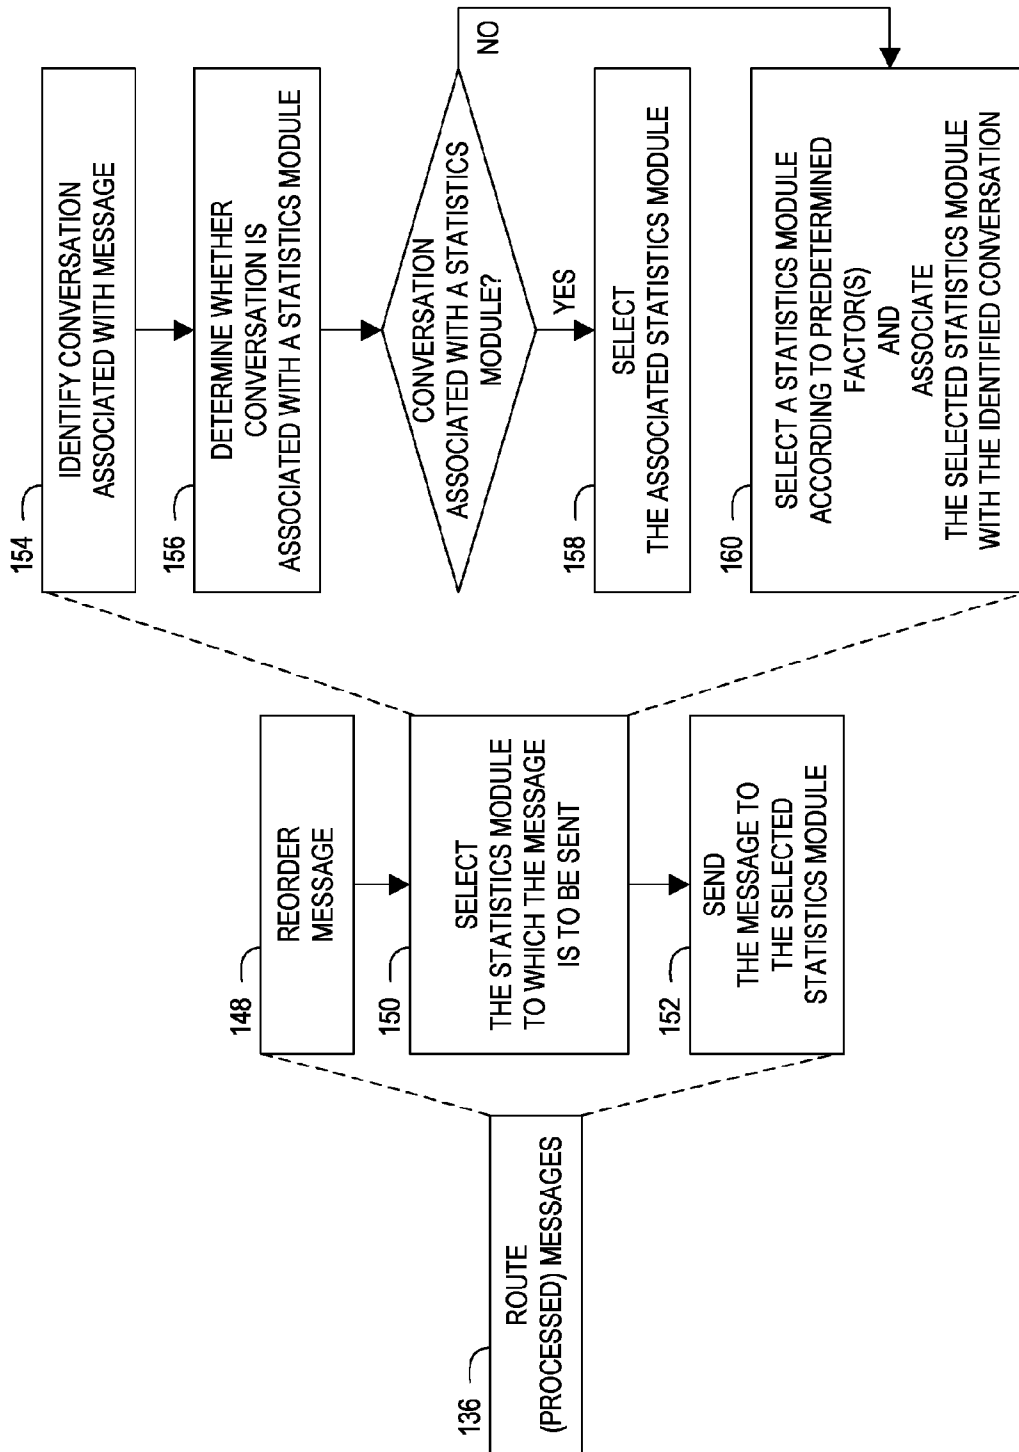 136
ROUTE
(PROCESSED) MESSAGES
148
REORDER
MESSAGE
150
SELECT
THE STATISTICS MODULE
TO WHICH THE MESSAGE
IS TO BE SENT
152
SEND
THE MESSAGE TO
THE SELECTED
STATISTICS MODULE
154
IDENTIFY CONVERSATION
ASSOCIATED WITH MESSAGE
156
DETERMINE WHETHER
CONVERSATION IS
ASSOCIATED WITH A STATISTICS MODULE
CONVERSATION
ASSOCIATED WITH A STATISTICS
MODULE?
NO
YES
158
SELECT
THE ASSOCIATED STATISTICS MODULE
160
SELECT A STATISTICS MODULE
ACCORDING TO PREDETERMINED
FACTOR(S)
AND
ASSOCIATE
THE SELECTED STATISTICS MODULE
WITH THE IDENTIFIED CONVERSATION